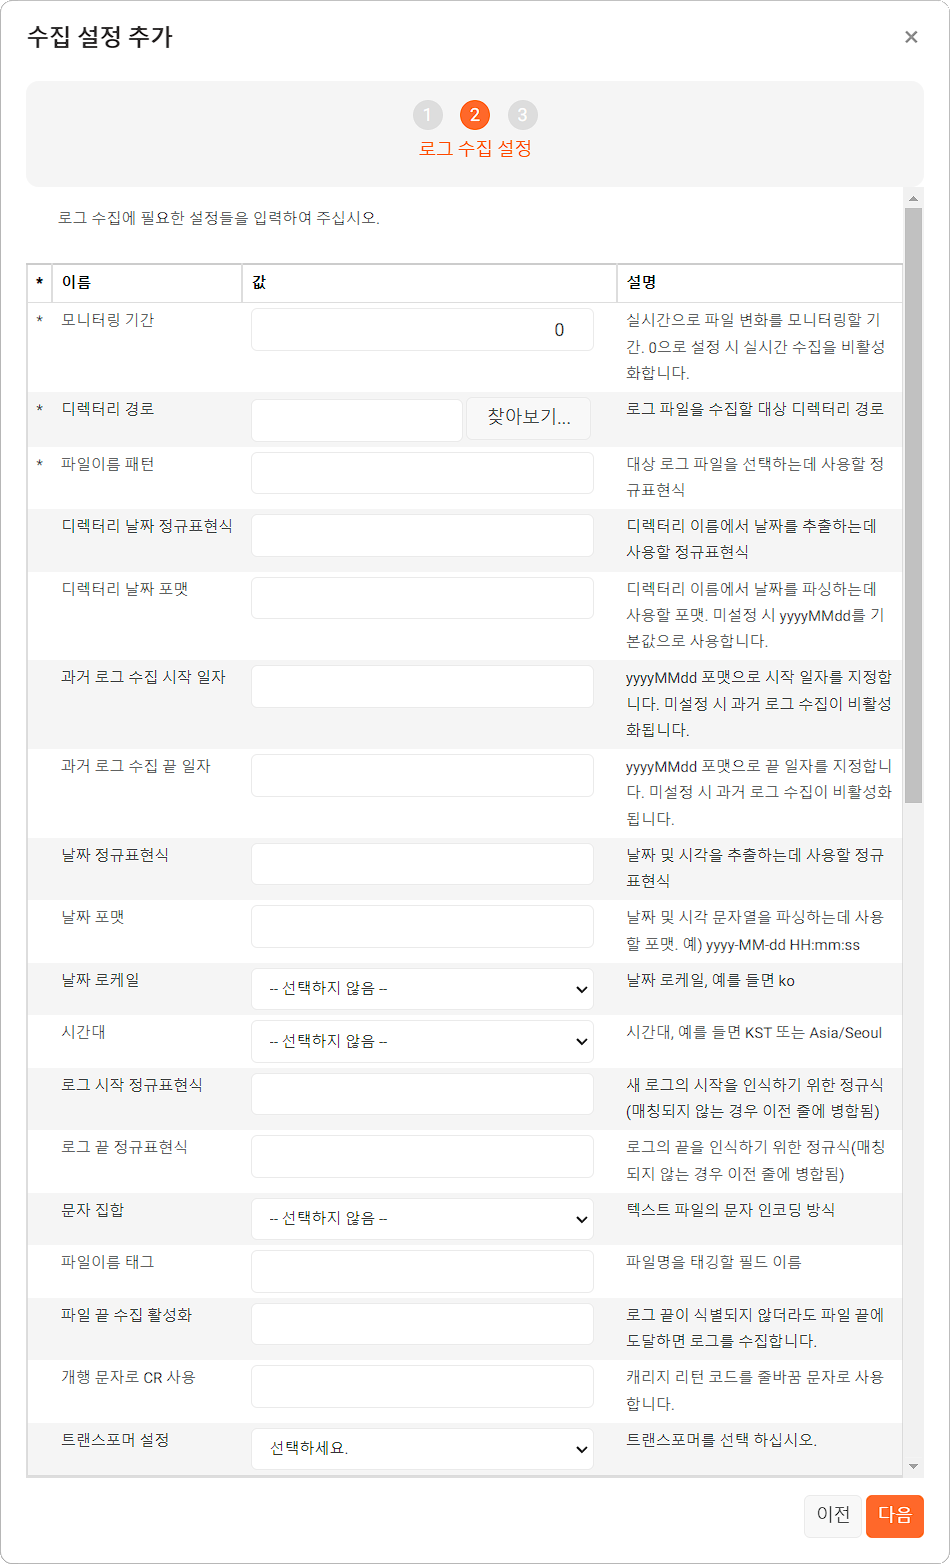 수집 설정 추가
×
1 2 3
로그 수집 설정
로그 수집에 필요한 설정들을 입력하여 주십시오.
* 이름 값 설명
* 모니터링 기간 0 실시간으로 파일 변화를 모니터링할 기
간. 0으로 설정 시 실시간 수집을 비활성
화합니다.
* 디렉터리 경로 찾아보기... 로그 파일을 수집할 대상 디렉터리 경로
* 파일이름 패턴 대상 로그 파일을 선택하는데 사용할 정
규표현식
디렉터리 날짜 정규표현식 디렉터리 이름에서 날짜를 추출하는데
사용할 정규표현식
디렉터리 날짜 포맷 디렉터리 이름에서 날짜를 파싱하는데
사용할 포맷. 미설정 시 yyyyMMdd를 기
본값으로 사용합니다.
과거 로그 수집 시작 일자 yyyyMMdd 포맷으로 시작 일자를 지정합
니다. 미설정 시 과거 로그 수집이 비활성
화됩니다.
과거 로그 수집 끝 일자 yyyyMMdd 포맷으로 끝 일자를 지정합니
다. 미설정 시 과거 로그 수집이 비활성화
됩니다.
날짜 정규표현식 날짜 및 시각을 추출하는데 사용할 정규
표현식
날짜 포맷 날짜 및 시각 문자열을 파싱하는데 사용
할 포맷. 예) yyyy-MM-dd HH:mm:ss
날짜 로케일 -- 선택하지 않음 -- 날짜 로케일, 예를 들면 ko
시간대 -- 선택하지 않음 -- 시간대, 예를 들면 KST 또는 Asia/Seoul
로그 시작 정규표현식 새 로그의 시작을 인식하기 위한 정규식
(매칭되지 않는 경우 이전 줄에 병합됨)
로그 끝 정규표현식 로그의 끝을 인식하기 위한 정규식(매칭
되지 않는 경우 이전 줄에 병합됨)
문자 집합 -- 선택하지 않음 -- 텍스트 파일의 문자 인코딩 방식
파일이름 태그 파일명을 태깅할 필드 이름
파일 끝 수집 활성화 로그 끝이 식별되지 않더라도 파일 끝에
도달하면 로그를 수집합니다.
개행 문자로 CR 사용 캐리지 리턴 코드를 줄바꿈 문자로 사용
합니다.
트랜스포머 설정 선택하세요. 트랜스포머를 선택 하십시오.
이전 다음